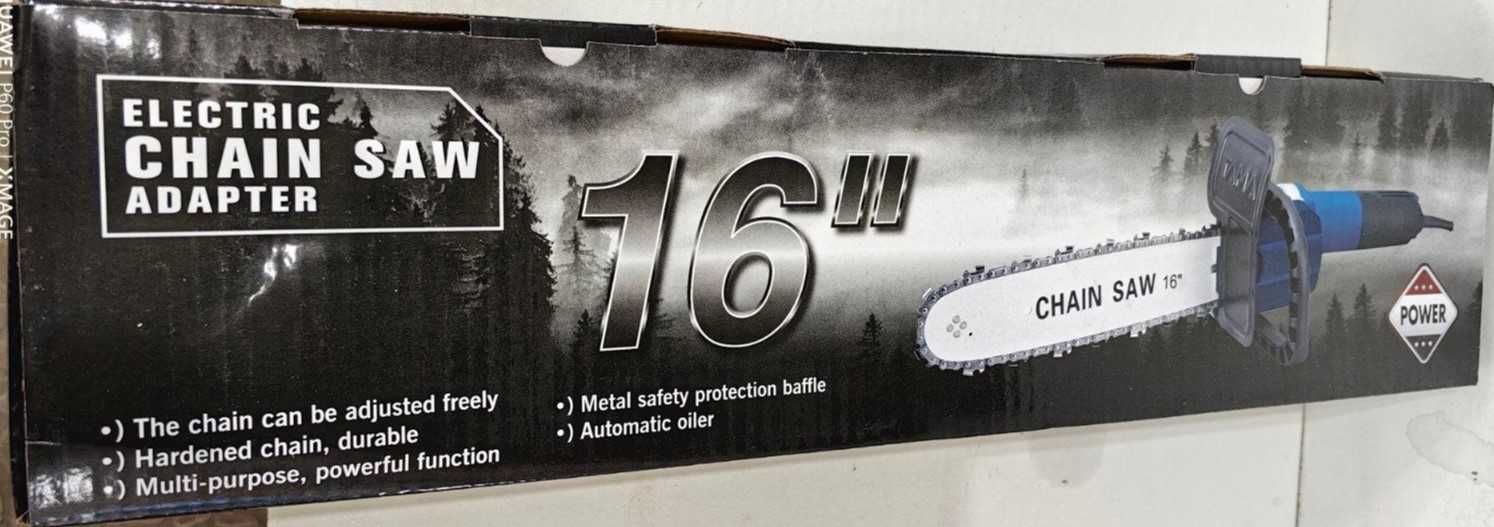 ELECTRIC
CHAIN SAW
ADAPTER
16"
CHAIN SAW 16"
POWER
•) The chain can be adjusted freely
•) Hardened chain, durable
•) Multi-purpose, powerful function
•) Metal safety protection baffle
•) Automatic oiler
HUAWEI P60 Pro | XMAGE